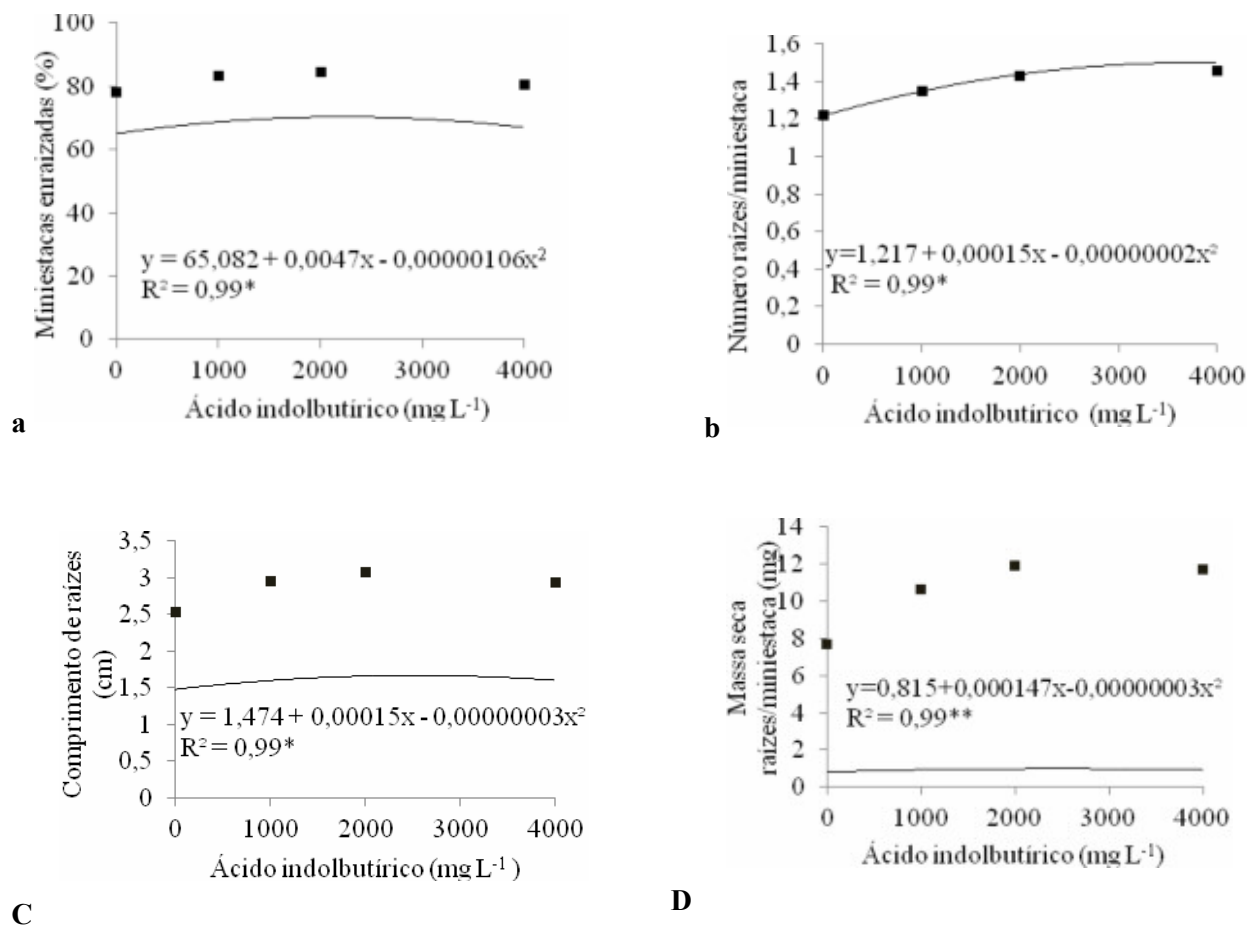 100
80
60
40
20
0
Miniestacas enraizadas (%)
y = 65,082 + 0,0047x - 0,00000106x²
R² = 0,99*
0 1000 2000 3000 4000
Ácido indolbutírico (mg L⁻¹)
a
1,6
1,4
1,2
1
0,8
0,6
0,4
0,2
0
Número raízes/miniestaca
y=1,217 + 0,00015x - 0,00000002x²
R² = 0,99*
0 1000 2000 3000 4000
Ácido indolbutírico (mg L⁻¹)
b
3,5
3
2,5
2
1,5
1
0,5
0
Comprimento de raízes
(cm)
y = 1,474 + 0,00015x - 0,00000003x²
R² = 0,99*
0 1000 2000 3000 4000
Ácido indolbutírico (mg L⁻¹ )
C
14
12
10
8
6
4
2
0
Massa seca
raízes/miniestaca (mg)
y=0,815+0,000147x-0,00000003x²
R² = 0,99**
0 1000 2000 3000 4000
Ácido indolbutírico (mg L⁻¹)
D